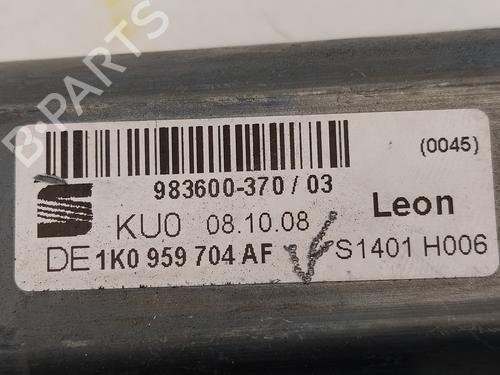 B-PARTS
(0045)
983600-370 / 03
Leon
KU0 08.10.08
DE 1K0 959 704 AF
S1401 H006